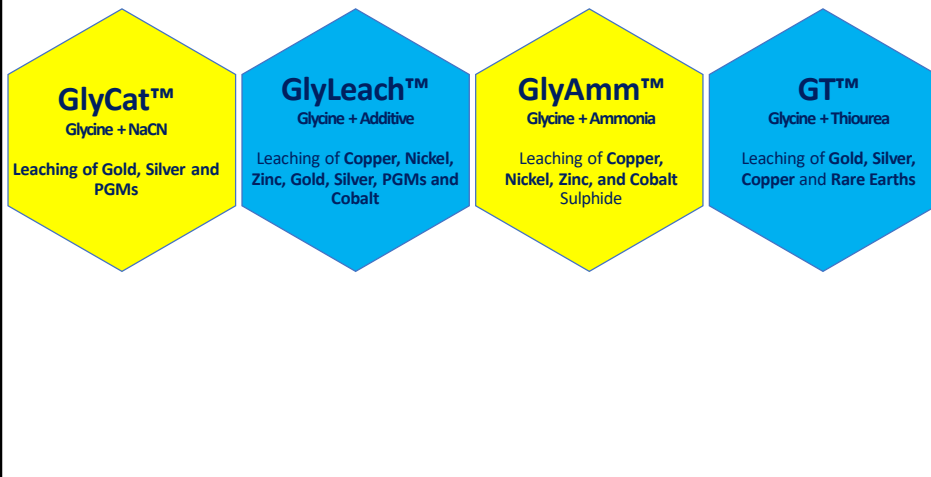 GlyCat™
Glycine + NaCN
Leaching of Gold, Silver and
PGMs
GlyLeach™
Glycine + Additive
Leaching of Copper, Nickel,
Zinc, Gold, Silver, PGMs and
Cobalt
GlyAmm™
Glycine + Ammonia
Leaching of Copper,
Nickel, Zinc, and Cobalt
Sulphide
GT™
Glycine + Thiourea
Leaching of Gold, Silver,
Copper and Rare Earths